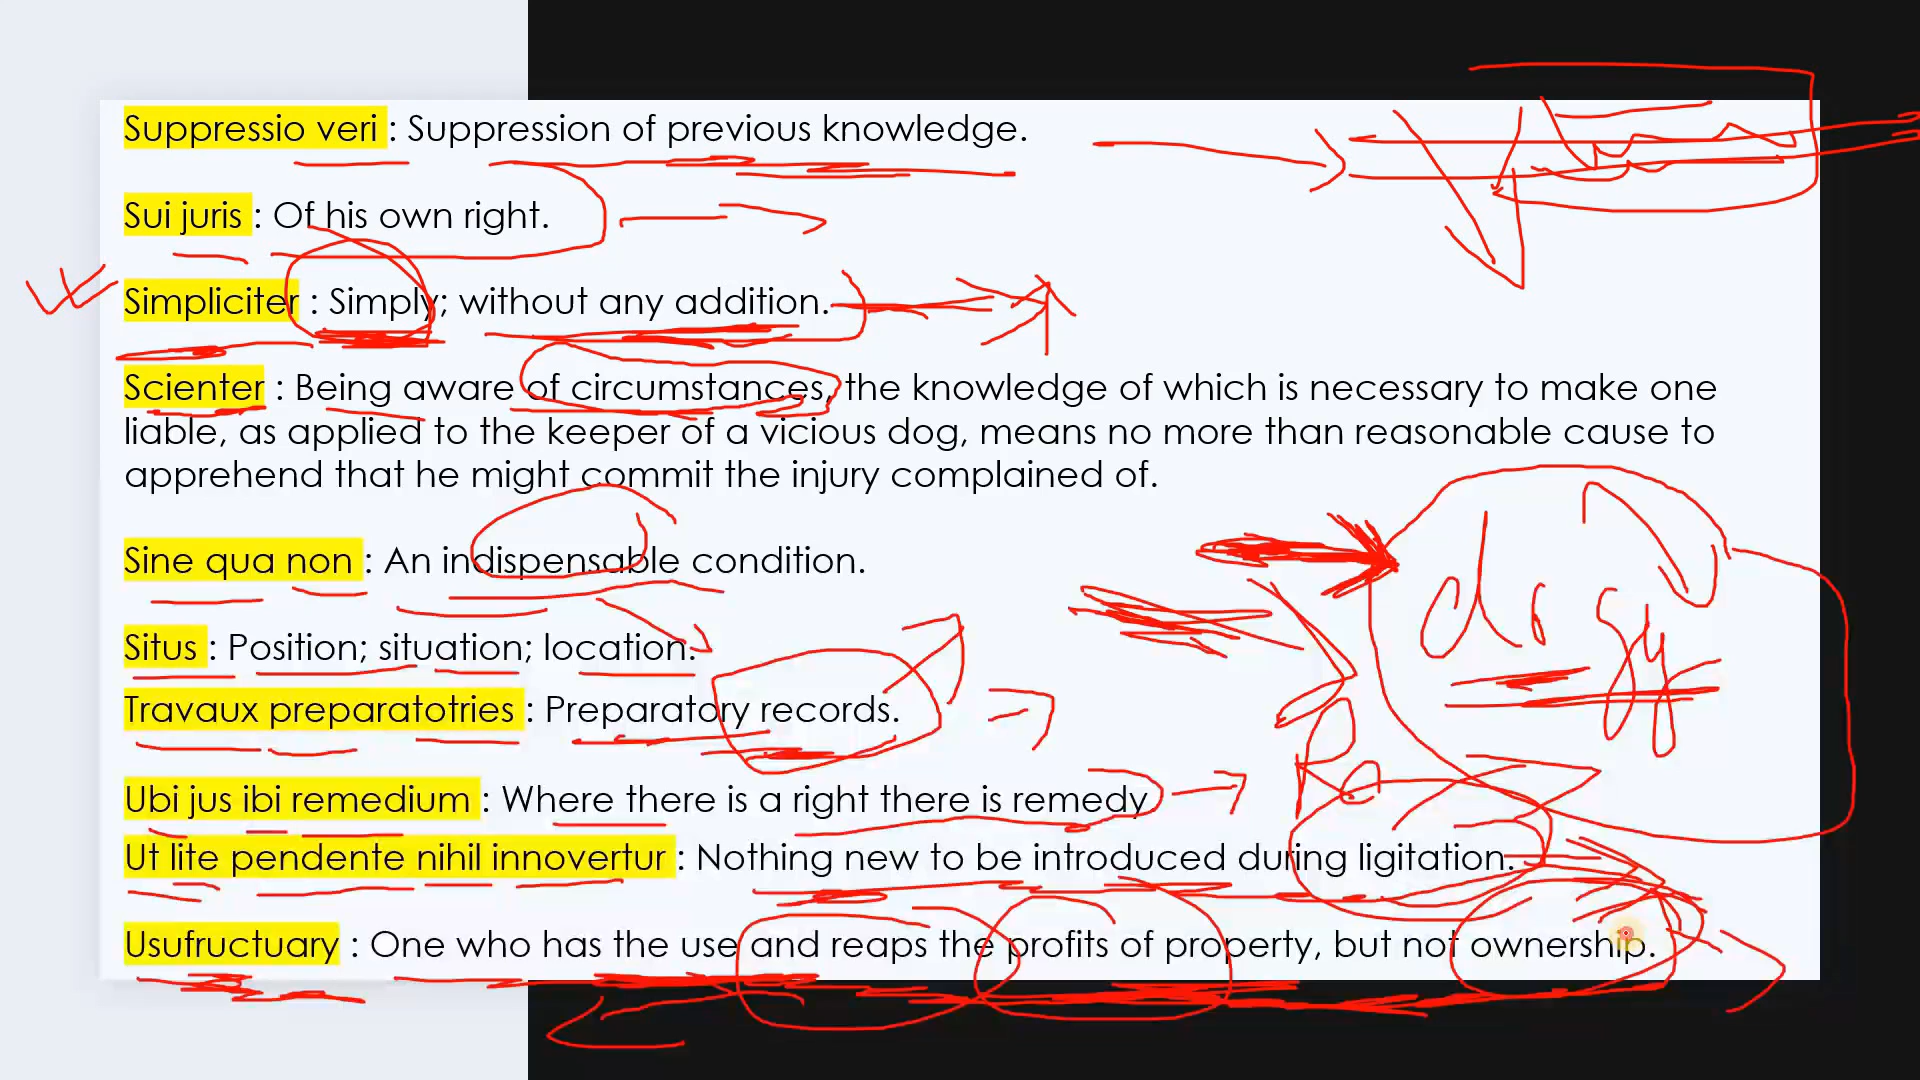 Suppressio veri : Suppression of previous knowledge.
Sui juris : Of his own right.
Simpliciter : Simply; without any addition.
Scienter : Being aware of circumstances, the knowledge of which is necessary to make one
liable, as applied to the keeper of a vicious dog, means no more than reasonable cause to
apprehend that he might commit the injury complained of.
Sine qua non : An indispensable condition.
Situs : Position; situation; location.
Travaux preparatotries : Preparatory records.
Ubi jus ibi remedium : Where there is a right there is remedy
Ut lite pendente nihil innovertur : Nothing new to be introduced during ligitation.
Usufructuary : One who has the use and reaps the profits of property, but not ownership.